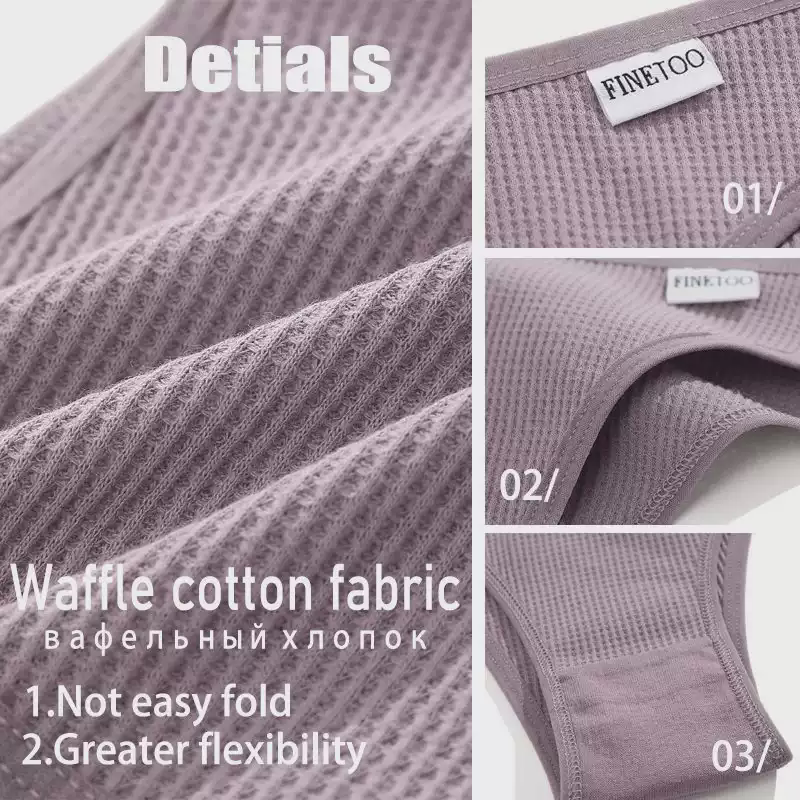 Detials
FINETOO
01/
FINETOO
02/
Waffle cotton fabric
вафельный хлопок
1.Not easy fold
2.Greater flexibility
03/